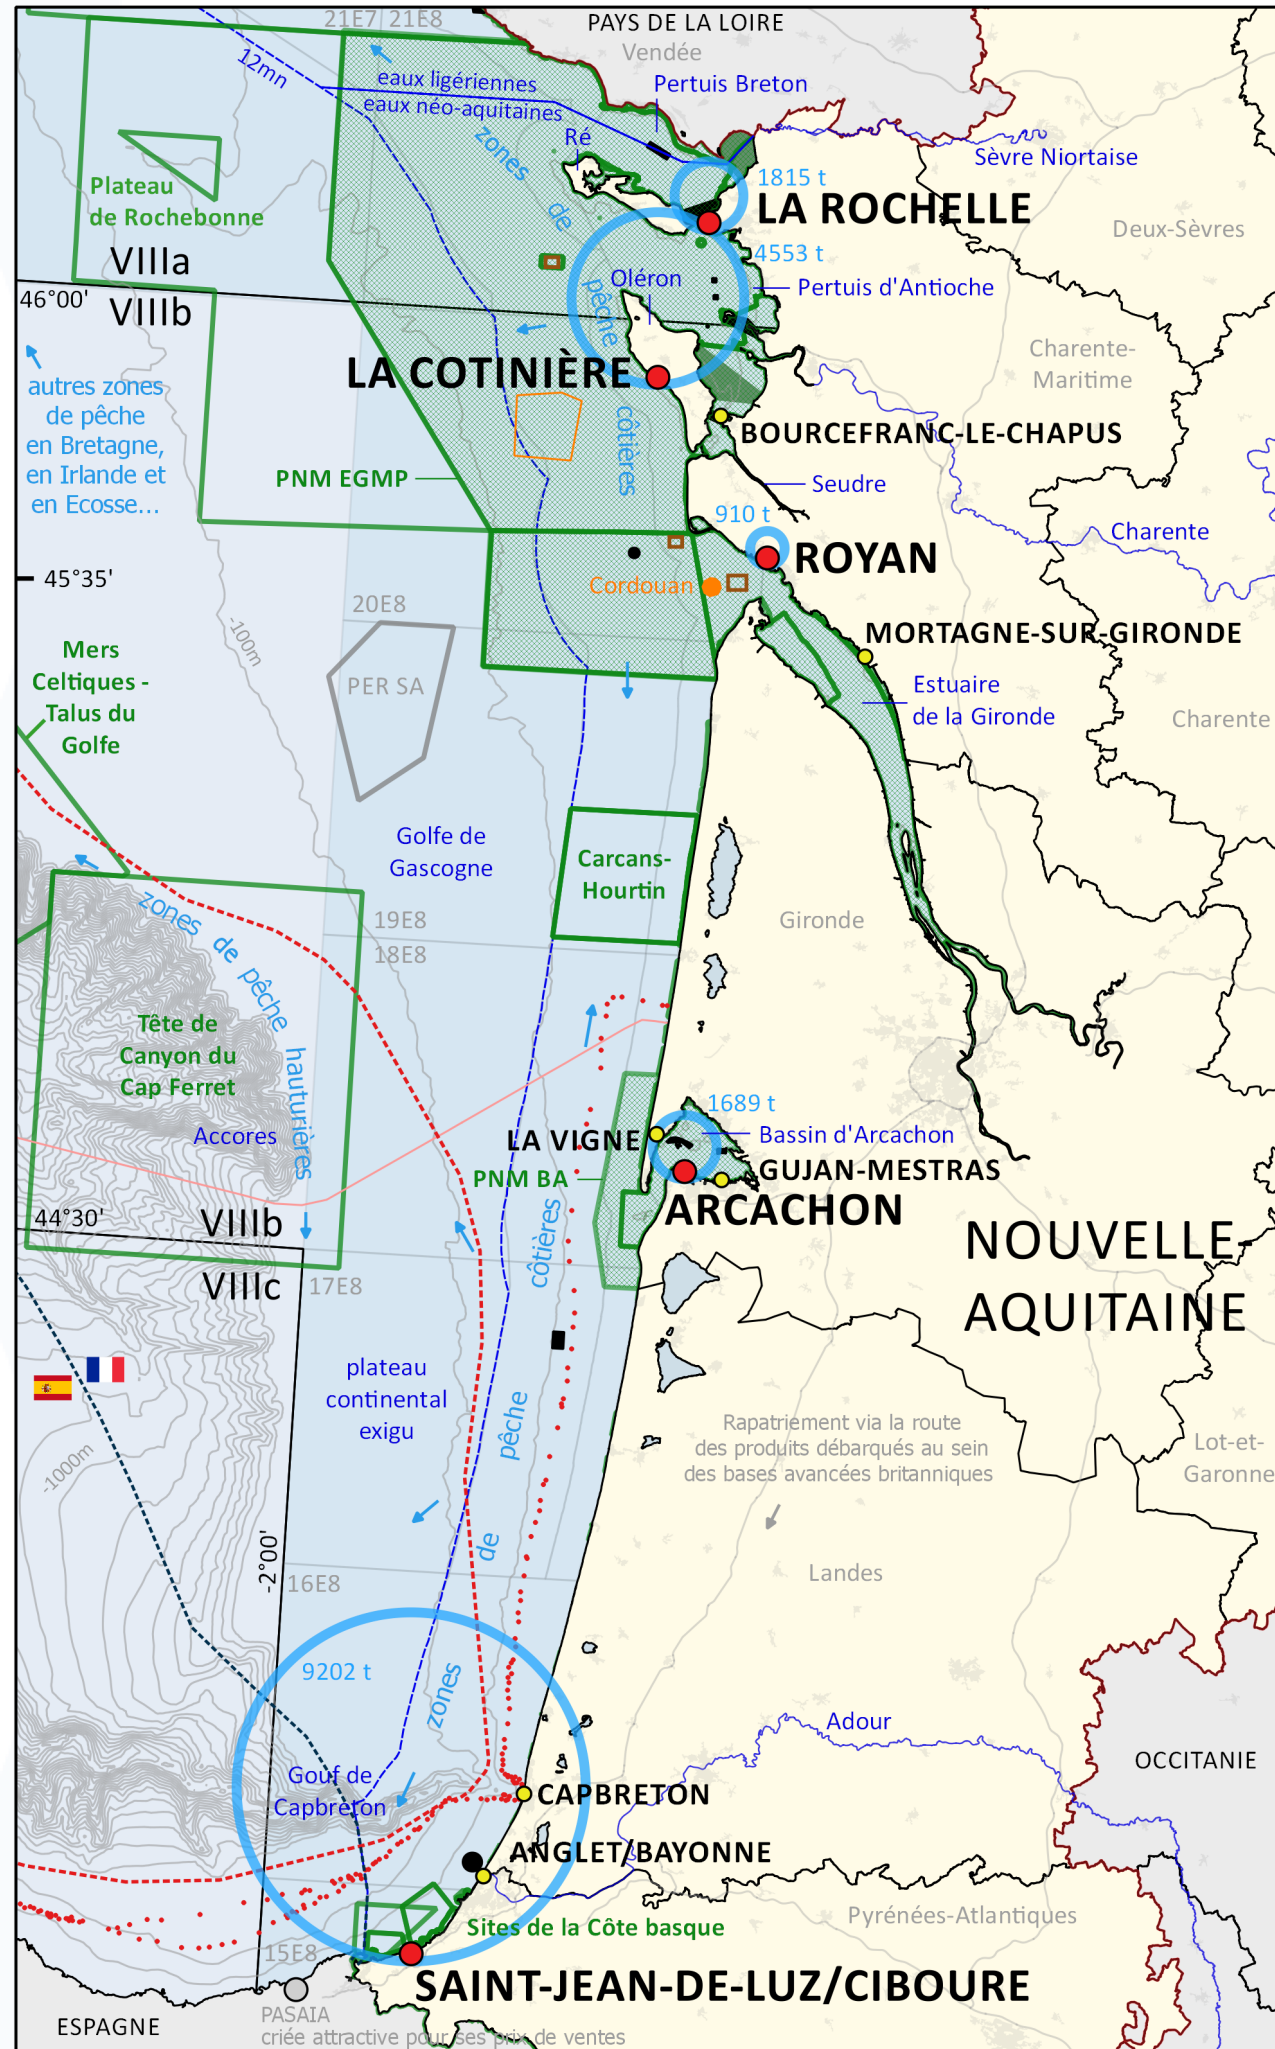 21E7
21E8
PAYS DE LA LOIRE
Vendée
12mn
eaux ligériennes
eaux néo-aquitaines
Pertuis Breton
zones
de
pêche
côtières
Ré
Sèvre Niortaise
Plateau
de Rochebonne
1815 t
LA ROCHELLE
Deux-Sèvres
VIIIa
4553 t
Oléron
Pertuis d'Antioche
46°00'
VIIIb
autres zones
de pêche
en Bretagne,
en Irlande et
en Ecosse...
LA COTINIÈRE
Charente-
Maritime
BOURCEFRANC-LE-CHAPUS
PNM EGMP
Seudre
910 t
Charente
ROYAN
45°35'
Cordouan
20E8
-100m
MORTAGNE-SUR-GIRONDE
Mers
Celtiques -
Talus du
Golfe
PER SA
Estuaire
de la Gironde
Charente
Golfe de
Gascogne
Carcans-
Hourtin
zones de pêche hauturières
19E8
18E8
Gironde
Tête de
Canyon du
Cap Ferret
Accores
1689 t
LA VIGNE
Bassin d'Arcachon
PNM BA
GUJAN-MESTRAS
ARCACHON
44°30'
VIIIb
VIIIc
17E8
NOUVELLE-
AQUITAINE
zones
de
pêche
côtières
plateau
continental
exigu
-1000m
Rapatriement via la route
des produits débarqués au sein
des bases avancées britanniques
Lot-et-
Garonne
-2°00'
16E8
Landes
9202 t
Adour
OCCITANIE
Gouf de
Capbreton
CAPBRETON
ANGLET/BAYONNE
Sites de la Côte basque
Pyrénées-Atlantiques
15E8
SAINT-JEAN-DE-LUZ/CIBOURE
PASAIA
criée attractive pour ses prix de ventes
ESPAGNE